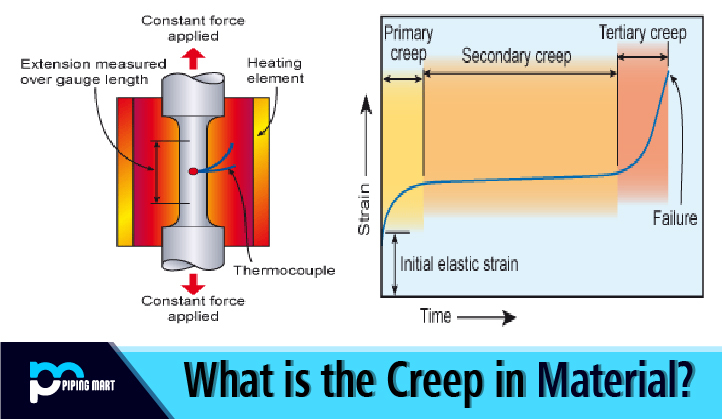 Constant force
applied
Extension measured
over gauge length
Heating
element
Thermocouple
Constant force
applied
Primary
creep
Secondary creep
Tertiary creep
Strain
Failure
Initial elastic strain
Time
pm PIPING MART
What is the Creep in Material?